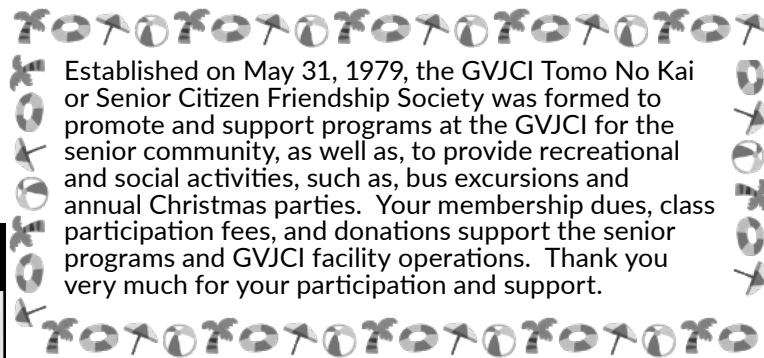 Established on May 31, 1979, the GVJCI Tomo No Kai
or Senior Citizen Friendship Society was formed to
promote and support programs at the GVJCI for the
senior community, as well as, to provide recreational
and social activities, such as, bus excursions and
annual Christmas parties.  Your membership dues, class
participation fees, and donations support the senior
programs and GVJCI facility operations.  Thank you
very much for your participation and support.